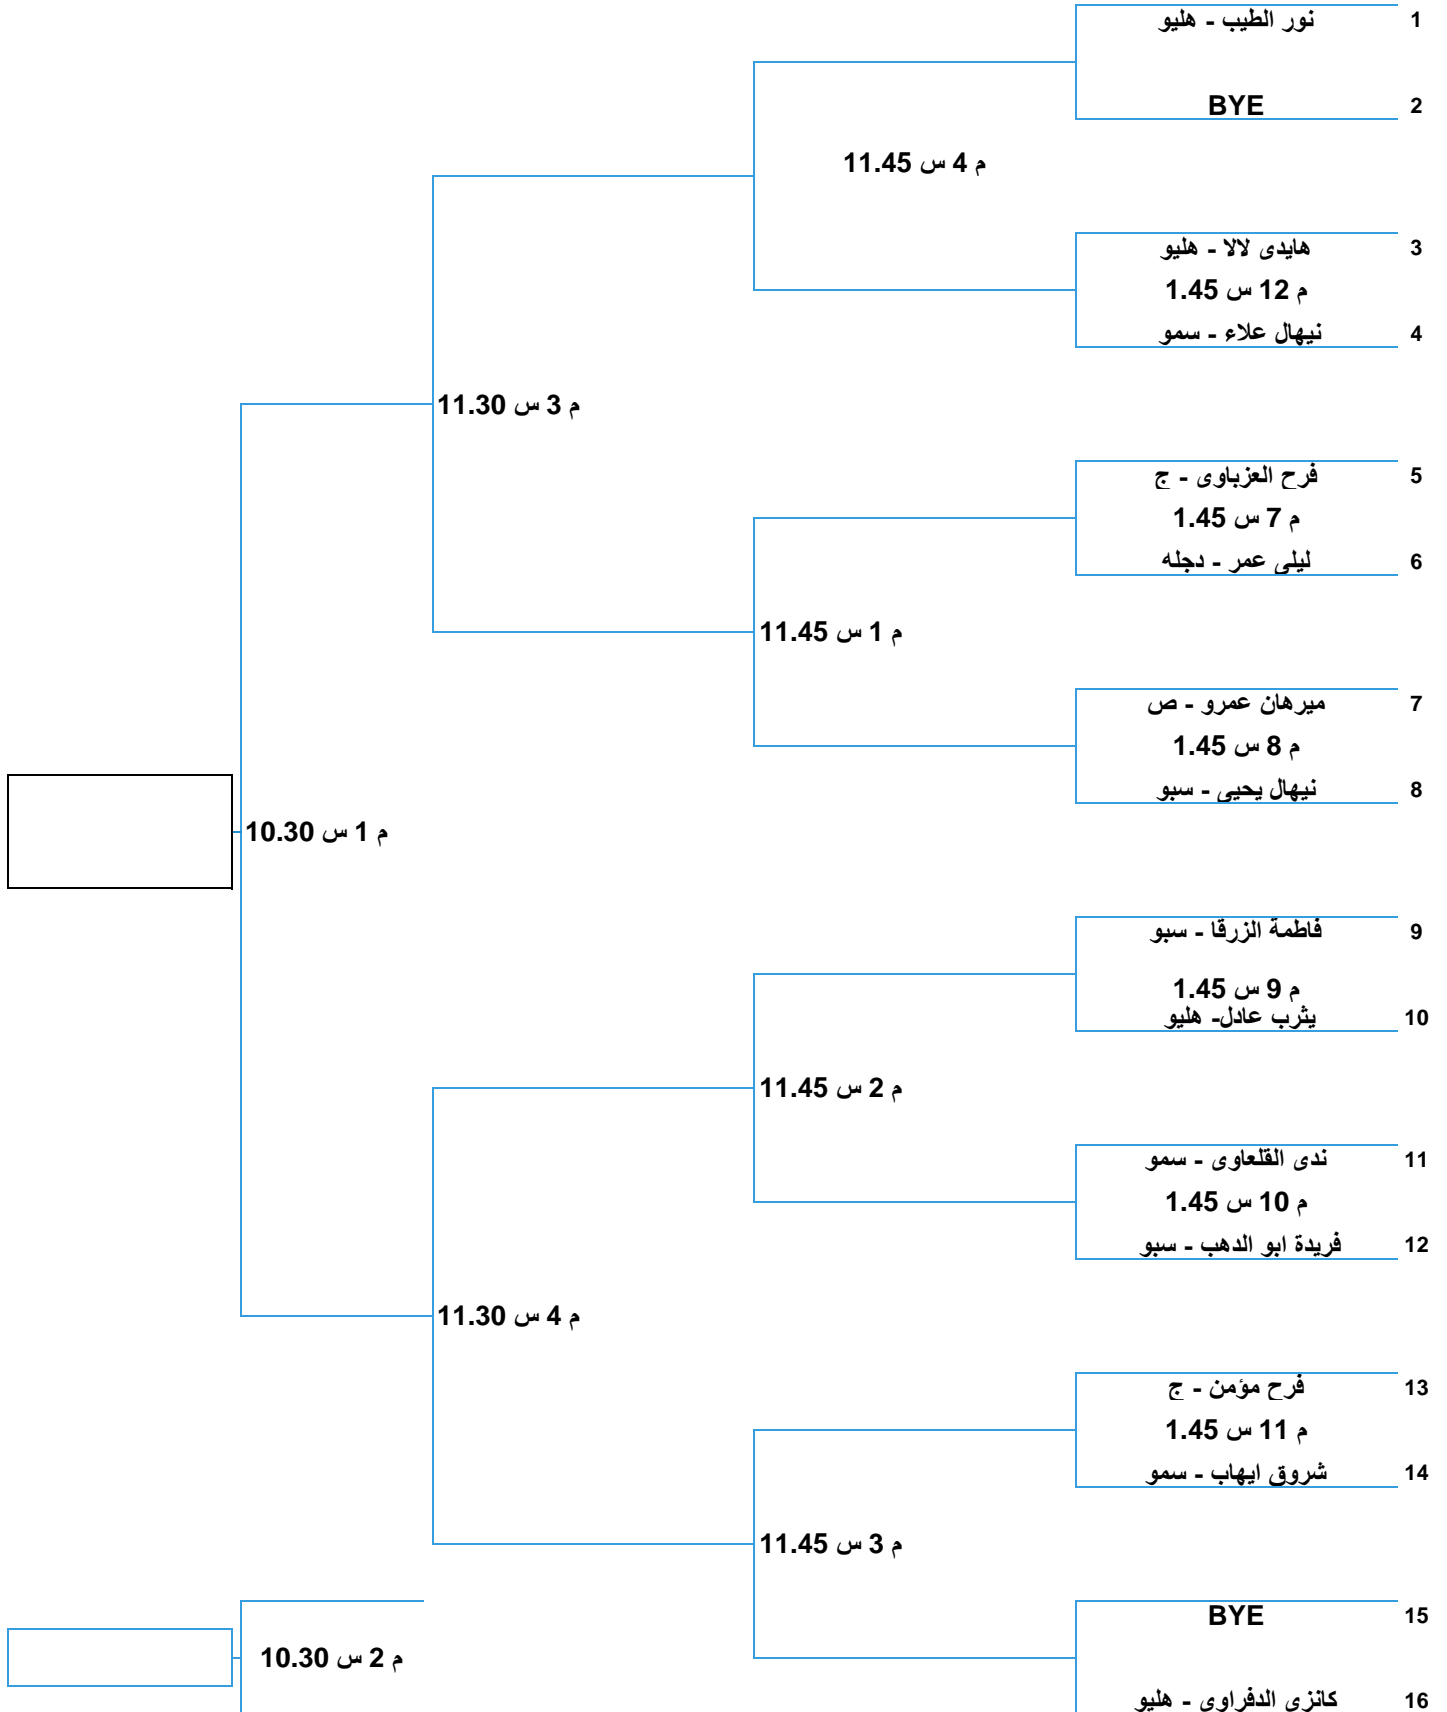 نور الطيب - هليو 1
BYE 2
م 4 س 11.45
هايدى لالا - هليو 3
م 12 س 1.45
نيهال علاء - سمو 4
م 3 س 11.30
فرح العزباوى - ج 5
م 7 س 1.45
ليلى عمر - دجله 6
م 1 س 11.45
ميرهان عمرو - ص 7
م 8 س 1.45
نيهال يحيى - سبو 8
م 1 س 10.30
فاطمة الزرقا - سبو 9
م 9 س 1.45
يثرب عادل- هليو 10
م 2 س 11.45
ندى القلعاوى - سمو 11
م 10 س 1.45
فريدة ابو الدهب - سبو 12
م 4 س 11.30
فرح مؤمن - ج 13
م 11 س 1.45
شروق ايهاب - سمو 14
م 3 س 11.45
BYE 15
م 2 س 10.30
كانزى الدفراوى - هليو 16